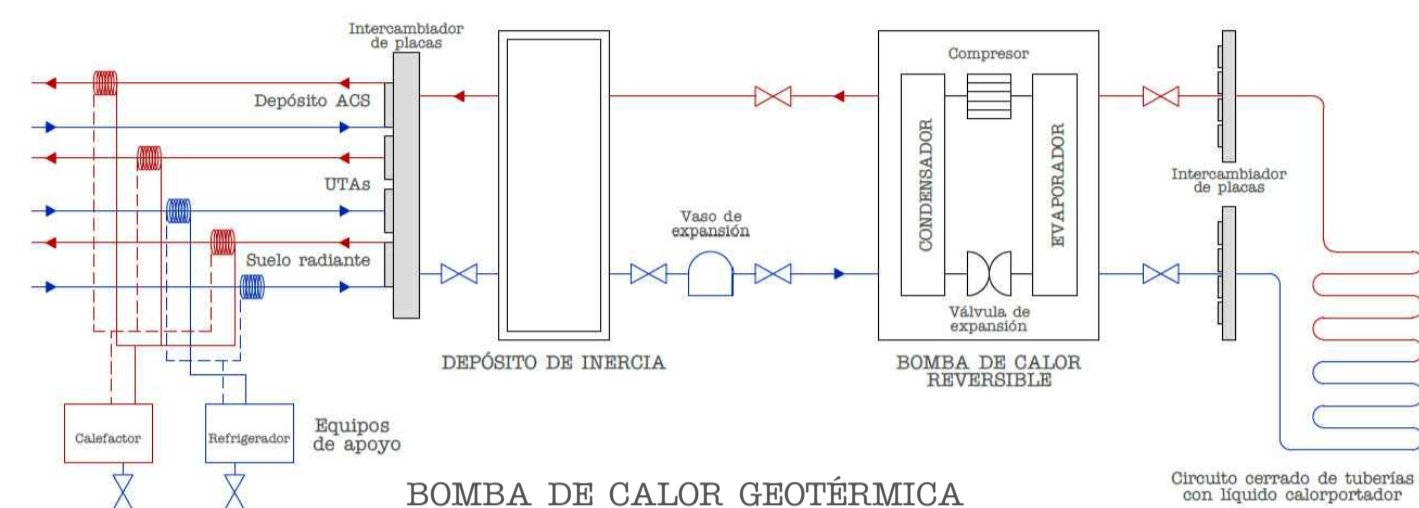 Intercambiador
de placas
Depósito ACS
UTAs
Suelo radiante
Calefactor
Refrigerador
Equipos
de apoyo
DEPÓSITO DE INERCIA
Vaso de
expansión
Compresor
CONDENSADOR
EVAPORADOR
Válvula de
expansión
BOMBA DE CALOR
REVERSIBLE
Intercambiador
de placas
Circuito cerrado de tuberías
con líquido calorportador
BOMBA DE CALOR GEOTÉRMICA